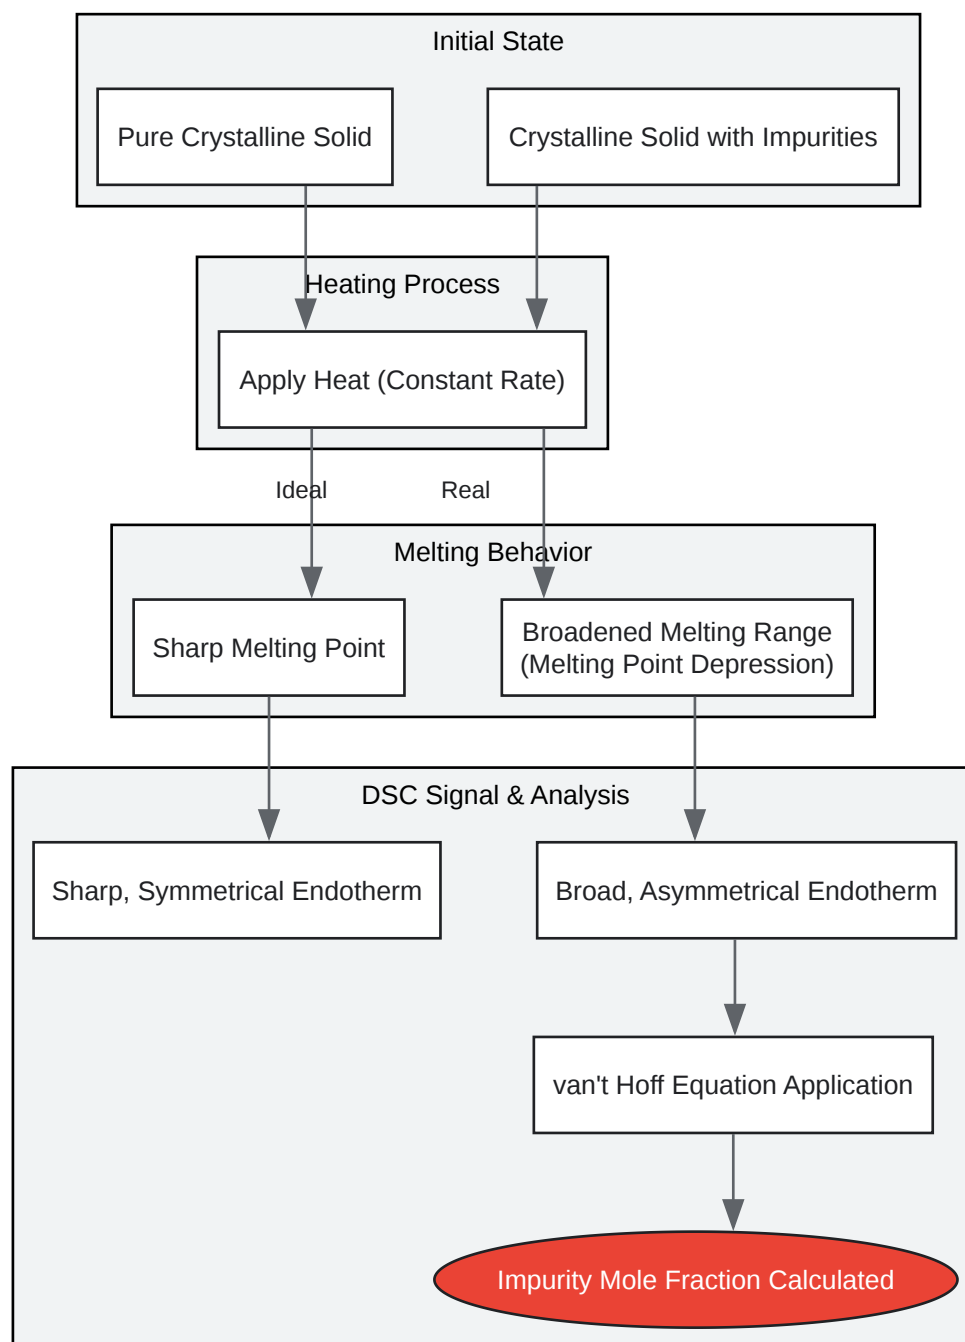 Initial State
Pure Crystalline Solid
Crystalline Solid with Impurities
Heating Process
Apply Heat (Constant Rate)
Ideal
Real
Melting Behavior
Sharp Melting Point
Broadened Melting Range
(Melting Point Depression)
DSC Signal & Analysis
Sharp, Symmetrical Endotherm
Broad, Asymmetrical Endotherm
van't Hoff Equation Application
Impurity Mole Fraction Calculated